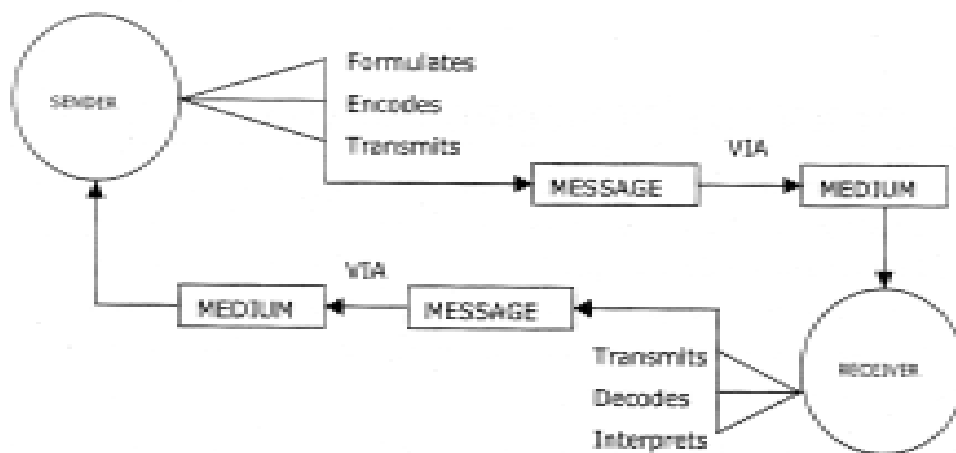 Formulates
SENDER
Encodes
Transmits
VIA
MESSAGE
MEDIUM
VIA
MEDIUM
MESSAGE
Transmits
RECEIVER
Decodes
Interprets